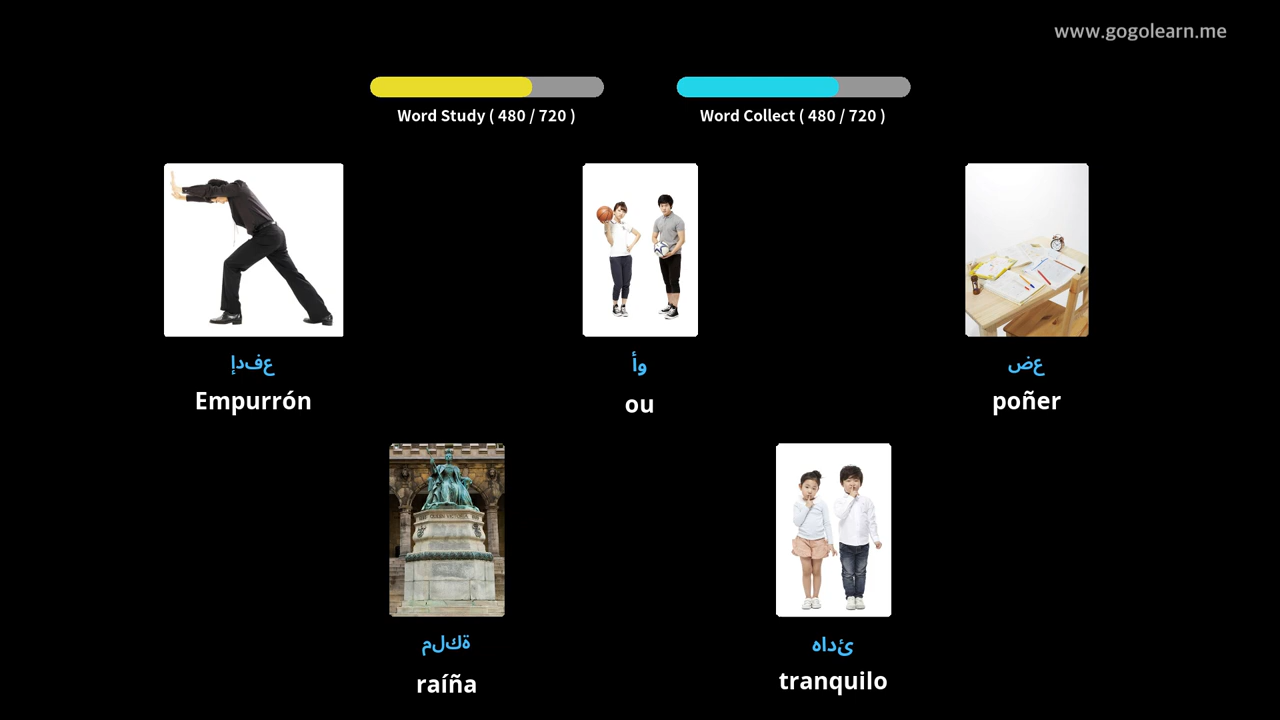 www.gogolearn.me
Word Study ( 480 / 720 )
Word Collect ( 480 / 720 )
عفدإ
وأ
عض
Empurrón
ou
poñer
ةكلم
ئداه
raíña
tranquilo